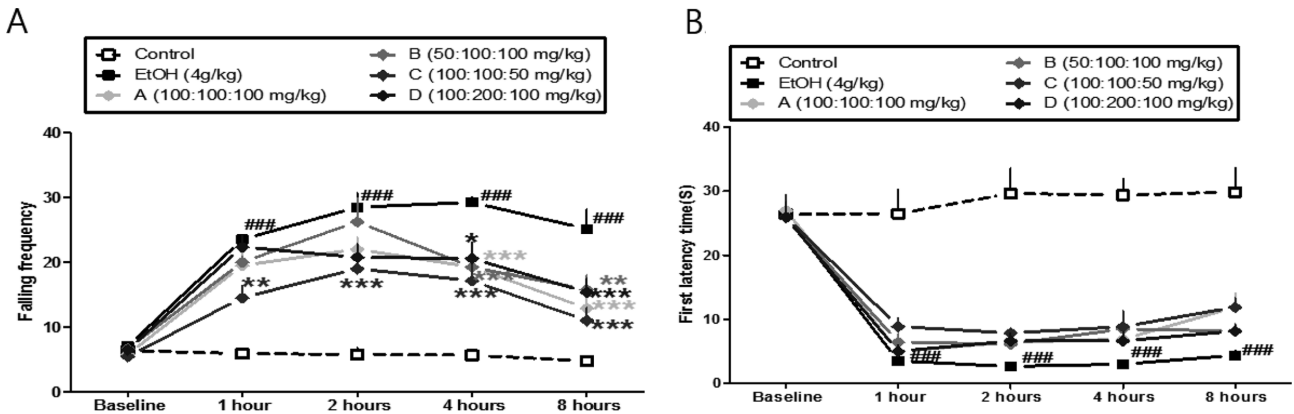 A
Control
EtOH (4g/kg)
A (100:100:100 mg/kg)
B (50:100:100 mg/kg)
C (100:100:50 mg/kg)
D (100:200:100 mg/kg)
Falling frequency
40
30
20
10
0
###
###
###
###
*
***
**
***
**
***
***
***
***
***
Baseline
1 hour
2 hours
4 hours
8 hours
B
Control
EtOH (4g/kg)
A (100:100:100 mg/kg)
B (50:100:100 mg/kg)
C (100:100:50 mg/kg)
D (100:200:100 mg/kg)
First latency time(S)
40
30
20
10
0
###
###
###
###
Baseline
1 hour
2 hours
4 hours
8 hours